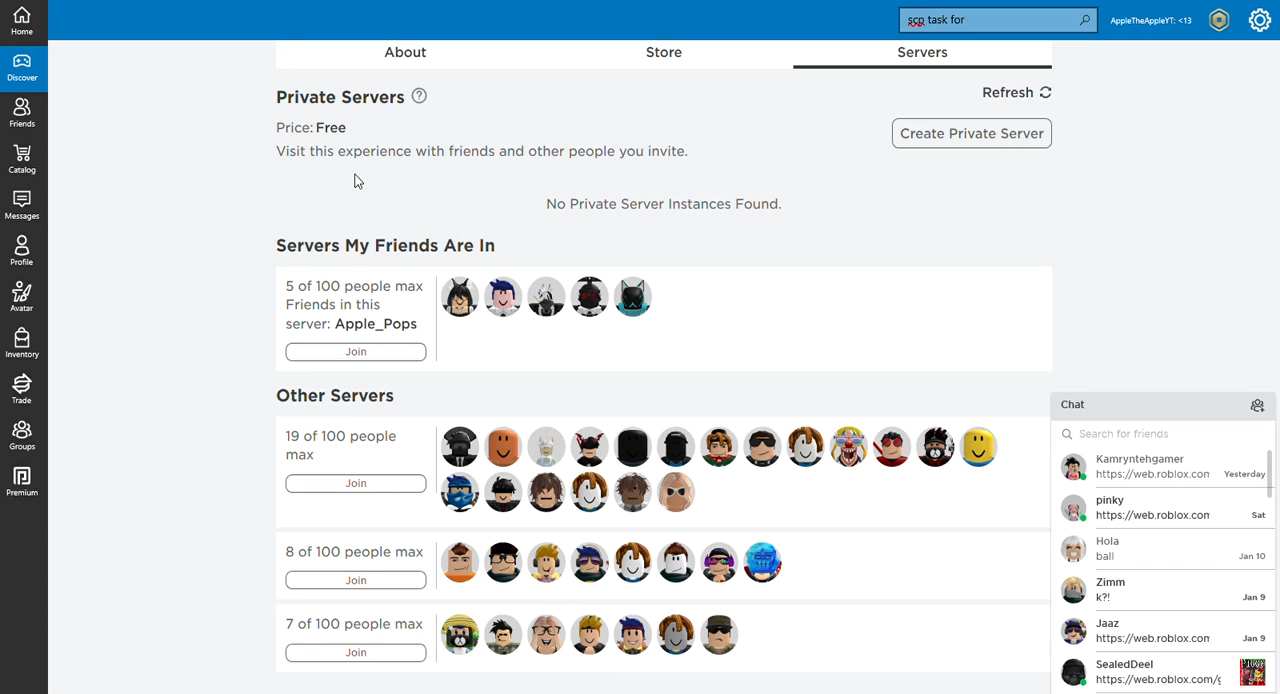 Home
scp task for
AppleTheAppleYT: <13
Discover
Friends
Catalog
Messages
Profile
Avatar
Inventory
Trade
Groups
Premium
About
Store
Servers
Private Servers
Refresh
Price: Free
Create Private Server
Visit this experience with friends and other people you invite.
No Private Server Instances Found.
Servers My Friends Are In
5 of 100 people max
Friends in this
server: Apple_Pops
Join
Other Servers
19 of 100 people
max
Join
8 of 100 people max
Join
7 of 100 people max
Join
Chat
Search for friends
Kamryntehgamer
https://web.roblox.com
Yesterday
pinky
https://web.roblox.com
Sat
Hola
ball
Jan 10
Zimm
k?!
Jan 9
Jaaz
https://web.roblox.com
Jan 9
SealedDeel
https://web.roblox.com/g